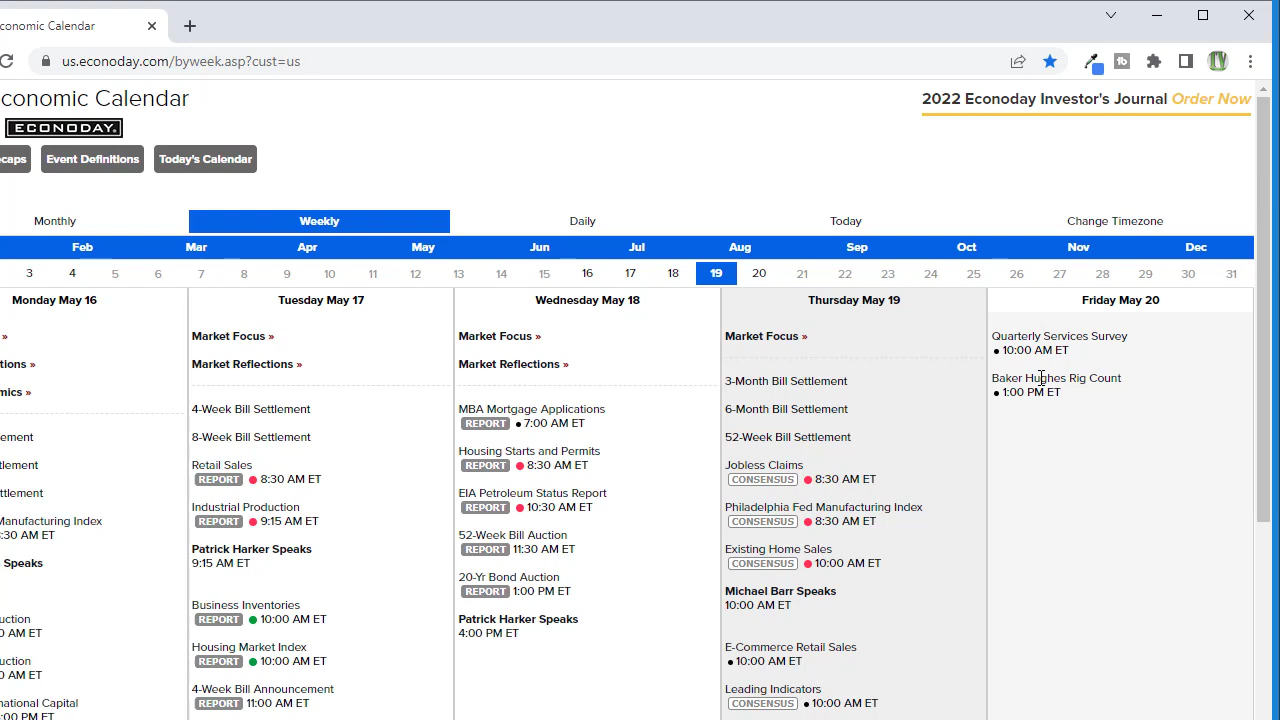 conomic Calendar
us.econoday.com/byweek.asp?cust=us
conomic Calendar
2022 Econoday Investor's Journal Order Now
ECONODAY
caps
Event Definitions
Today's Calendar
Monthly Weekly Daily Today Change Timezone
Feb Mar Apr May Jun Jul Aug Sep Oct Nov Dec
3 4 5 6 7 8 9 10 11 12 13 14 15 16 17 18 19 20 21 22 23 24 25 26 27 28 29 30 31
Monday May 16
»
tions »
mics »
ement
tlement
ttlement
Manufacturing Index
:30 AM ET
Speaks
uction
0 AM ET
uction
0 AM ET
national Capital
:00 PM ET
Tuesday May 17
Market Focus »
Market Reflections »
4-Week Bill Settlement
8-Week Bill Settlement
Retail Sales
REPORT 8:30 AM ET
Industrial Production
REPORT 9:15 AM ET
Patrick Harker Speaks
9:15 AM ET
Business Inventories
REPORT 10:00 AM ET
Housing Market Index
REPORT 10:00 AM ET
4-Week Bill Announcement
REPORT 11:00 AM ET
Wednesday May 18
Market Focus »
Market Reflections »
MBA Mortgage Applications
REPORT 7:00 AM ET
Housing Starts and Permits
REPORT 8:30 AM ET
EIA Petroleum Status Report
REPORT 10:30 AM ET
52-Week Bill Auction
REPORT 11:30 AM ET
20-Yr Bond Auction
REPORT 1:00 PM ET
Patrick Harker Speaks
4:00 PM ET
Thursday May 19
Market Focus »
3-Month Bill Settlement
6-Month Bill Settlement
52-Week Bill Settlement
Jobless Claims
CONSENSUS 8:30 AM ET
Philadelphia Fed Manufacturing Index
CONSENSUS 8:30 AM ET
Existing Home Sales
CONSENSUS 10:00 AM ET
Michael Barr Speaks
10:00 AM ET
E-Commerce Retail Sales
10:00 AM ET
Leading Indicators
CONSENSUS 10:00 AM ET
Friday May 20
Quarterly Services Survey
10:00 AM ET
Baker Hughes Rig Count
1:00 PM ET